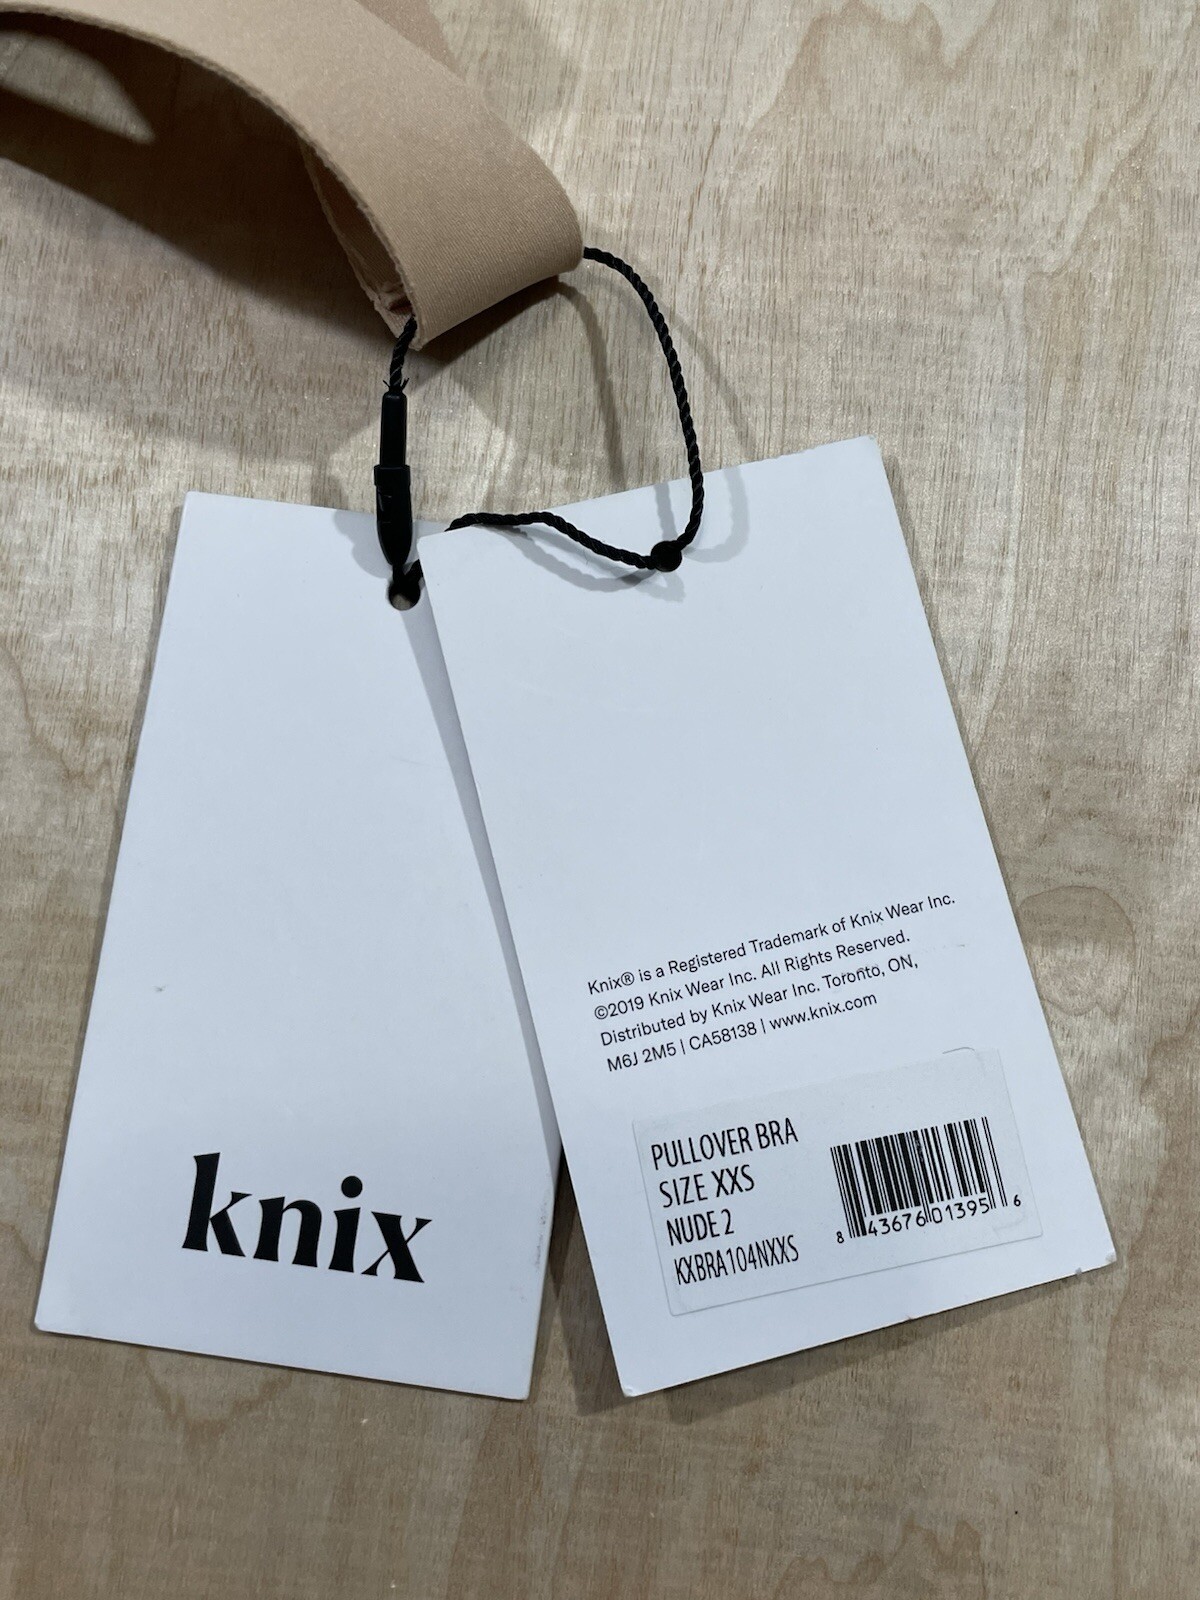 knix
Knix® is a Registered Trademark of Knix Wear Inc.
©2019 Knix Wear Inc. All Rights Reserved.
Distributed by Knix Wear Inc. Toronto, ON,
M6J 2M5 | CA58138 | www.knix.com
PULLOVER BRA
SIZE XXS
NUDE 2
KXBRA104NXXS
8 43676 01395 6